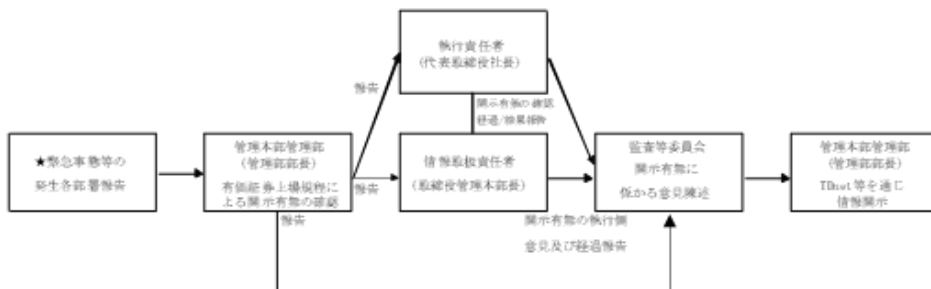 執行責任者
(代表取締役社長)
報告
開示有無の確認
経過/結果報告
★緊急事態等の
発生各部署報告
管理本部管理部
(管理部部長)
有価証券上場規程に
よる開示有無の確認
報告
情報取扱責任者
(取締役管理本部長)
監査等委員会
開示有無に
係かる意見陳述
管理本部管理部
(管理部部長)
TDnet等を通じ
情報開示
報告
開示有無の執行側
意見及び経過報告